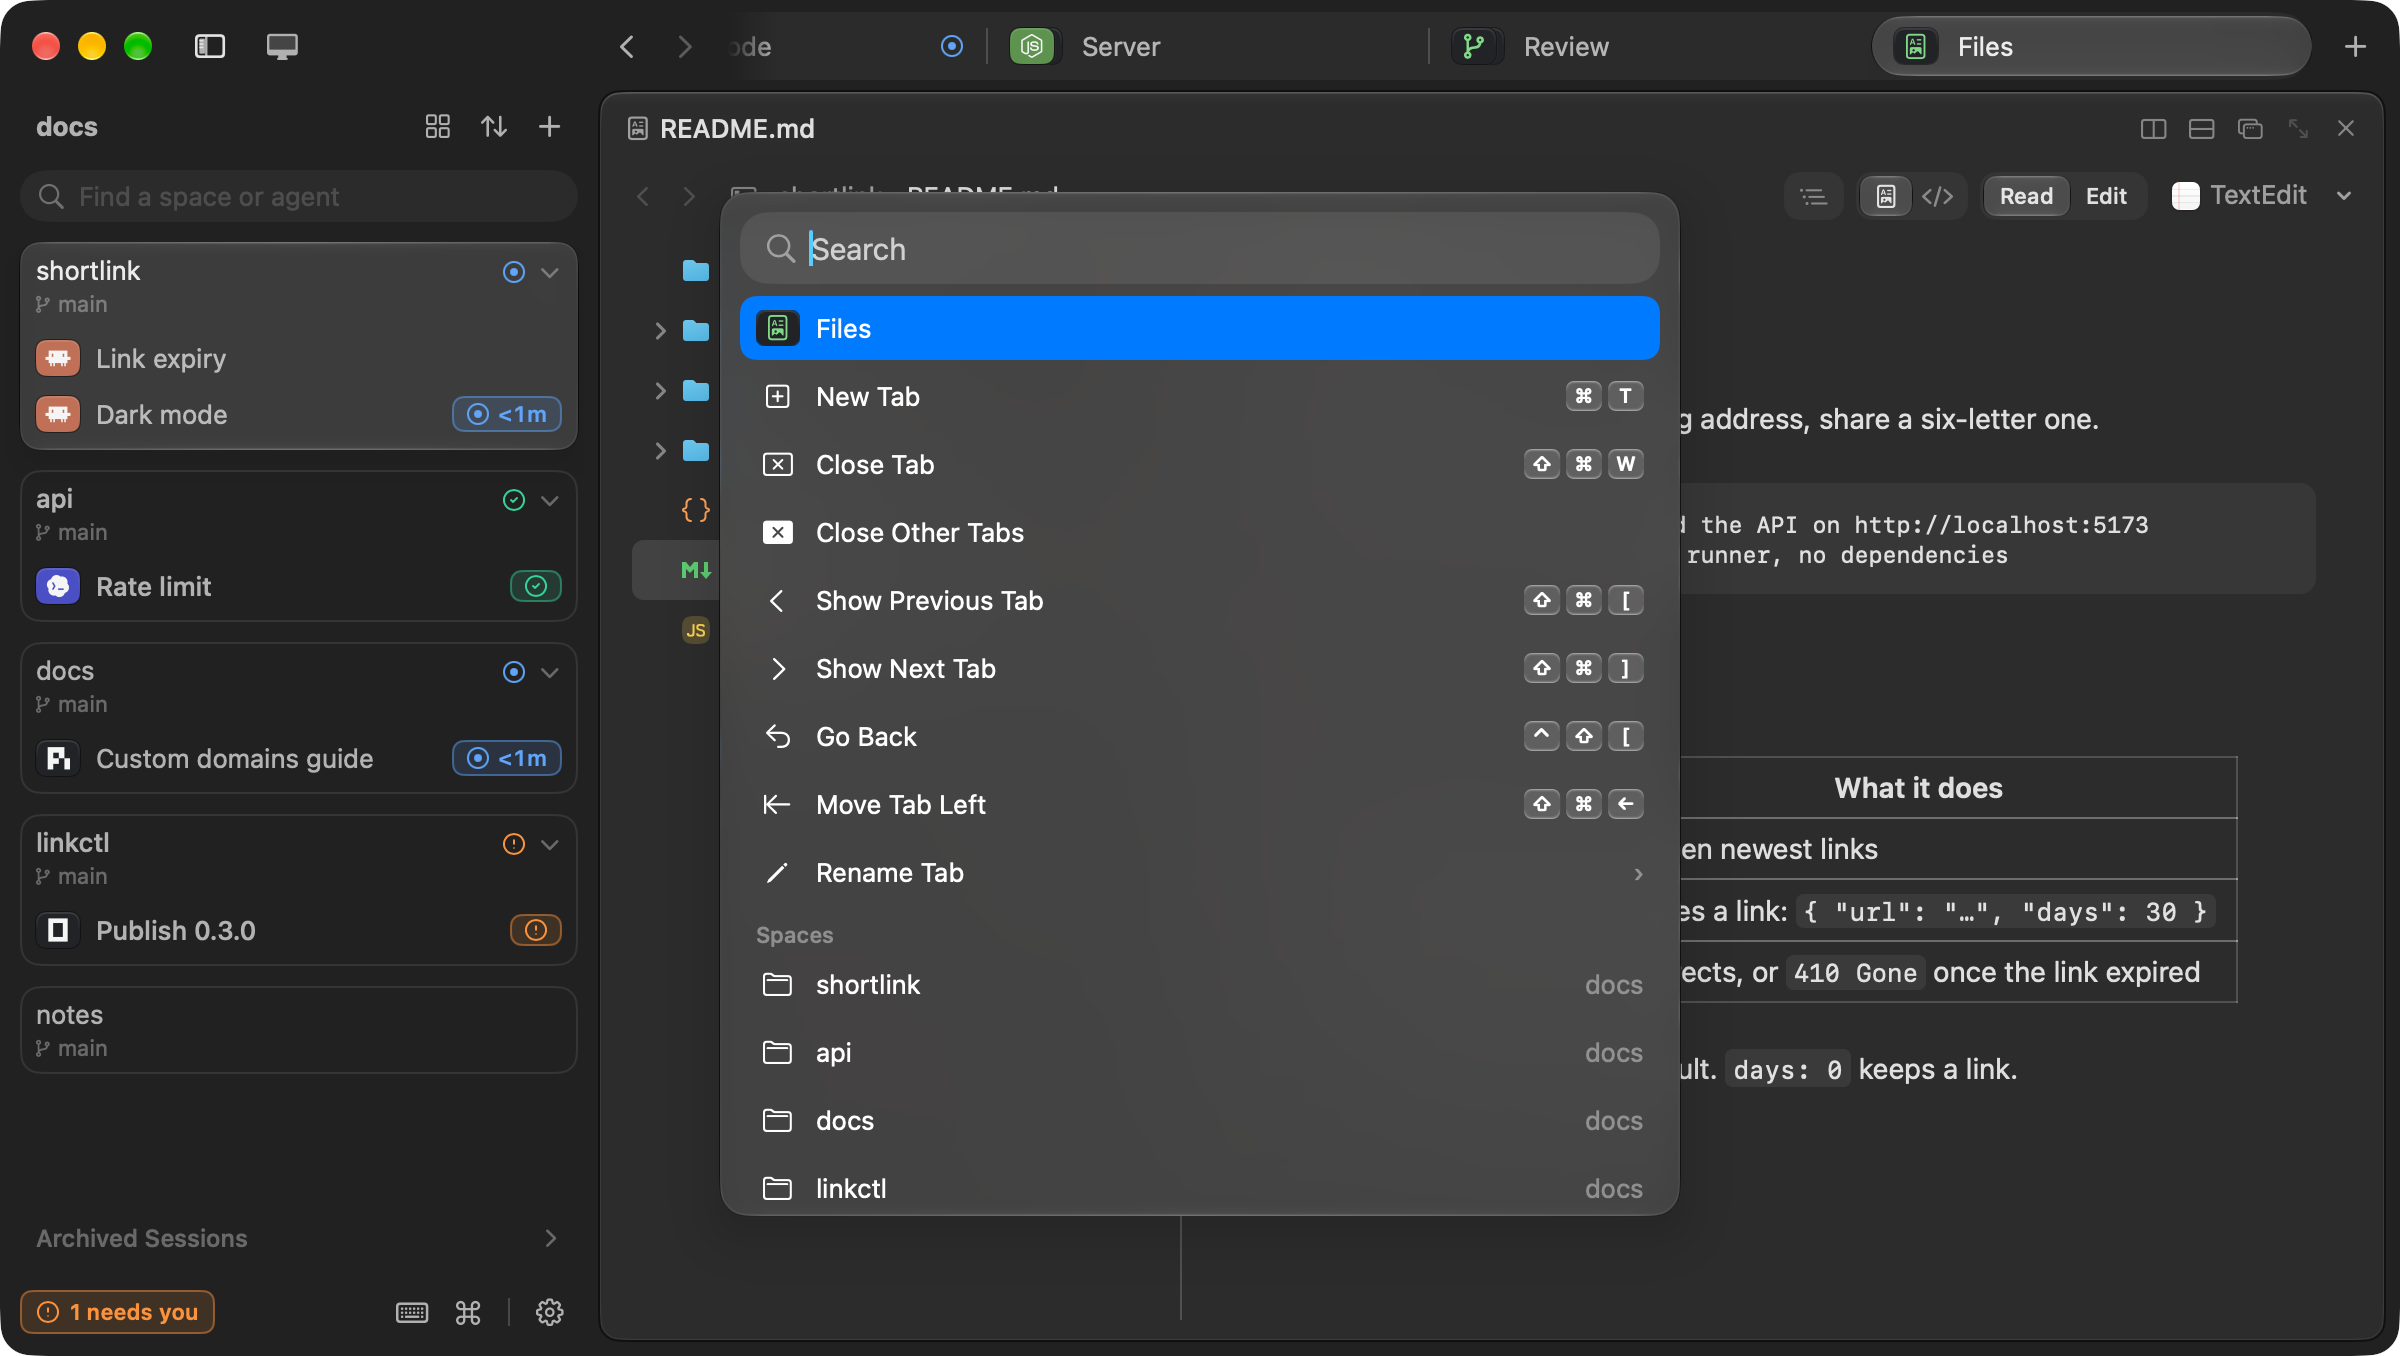 Server
Review
Files
docs
Find a space or agent
shortlink
main
Link expiry
Dark mode
<1m
api
main
Rate limit
docs
main
Custom domains guide
<1m
linkctl
main
Publish 0.3.0
notes
main
Archived Sessions
1 needs you
README.md
Read
Edit
TextEdit
Search
Files
New Tab
⌘ T
Close Tab
⇧ ⌘ W
Close Other Tabs
Show Previous Tab
⇧ ⌘ [
Show Next Tab
⇧ ⌘ ]
Go Back
^ ⇧ [
Move Tab Left
⇧ ⌘ ←
Rename Tab
Spaces
shortlink docs
api docs
docs docs
linkctl docs
{}
M↓
JS
address, share a six-letter one.
the API on http://localhost:5173
runner, no dependencies
What it does
newest links
a link: { "url": "…", "days": 30 }
or 410 Gone once the link expired
days: 0 keeps a link.